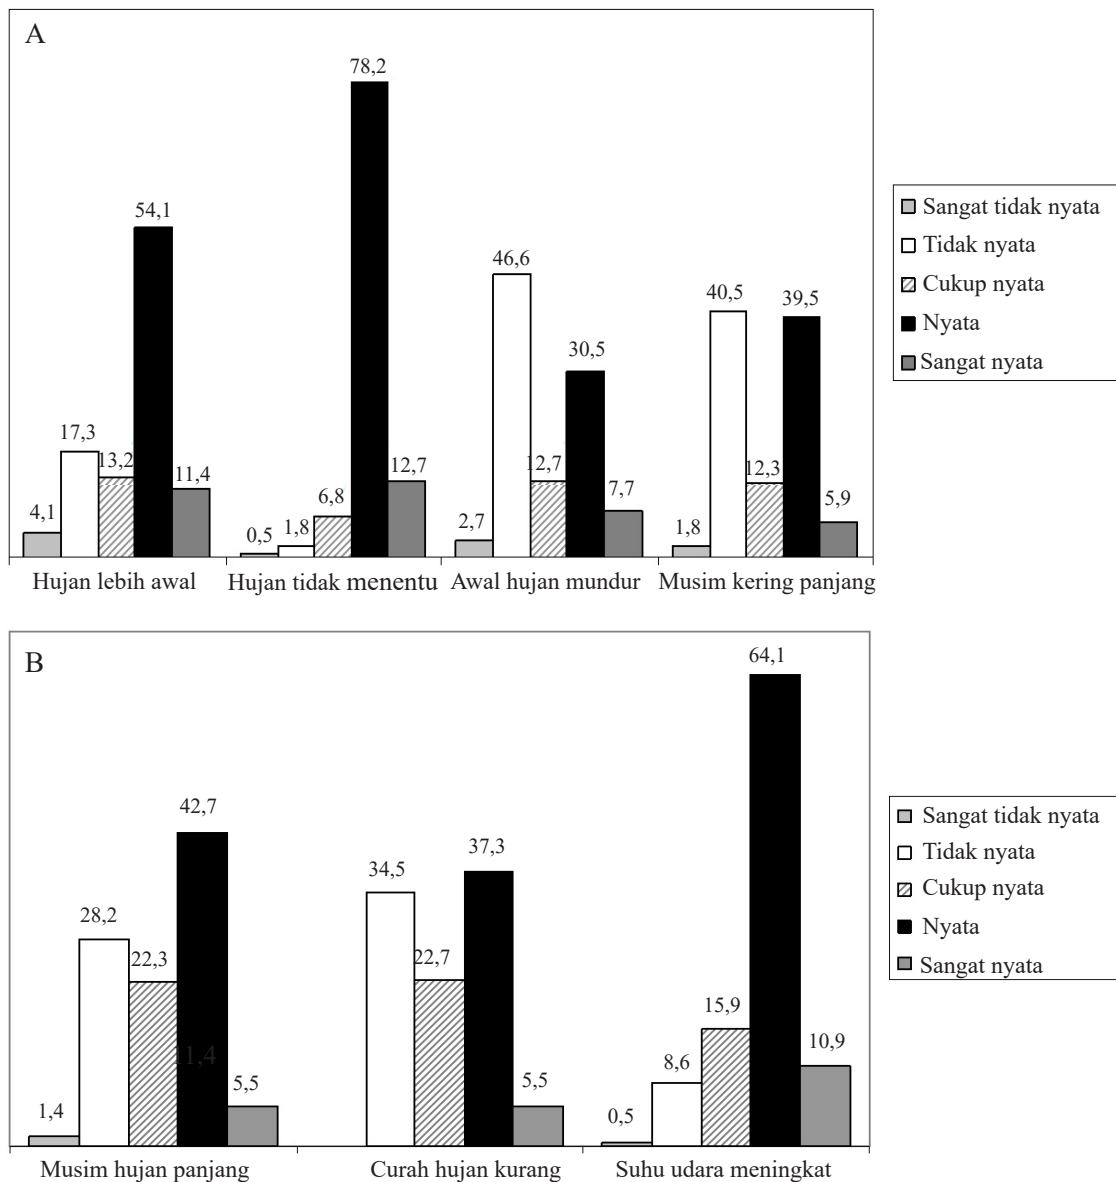 A
78,2
54,1
46,6
40,5
39,5
30,5
17,3
13,2
11,4
4,1
0,5
1,8
6,8
12,7
2,7
12,7
7,7
1,8
12,3
5,9
Hujan lebih awal
Hujan tidak menentu
Awal hujan mundur
Musim kering panjang
Sangat tidak nyata
Tidak nyata
Cukup nyata
Nyata
Sangat nyata
B
64,1
42,7
28,2
22,3
11,4
1,4
5,5
34,5
37,3
22,7
5,5
0,5
8,6
15,9
10,9
Musim hujan panjang
Curah hujan kurang
Suhu udara meningkat
Sangat tidak nyata
Tidak nyata
Cukup nyata
Nyata
Sangat nyata